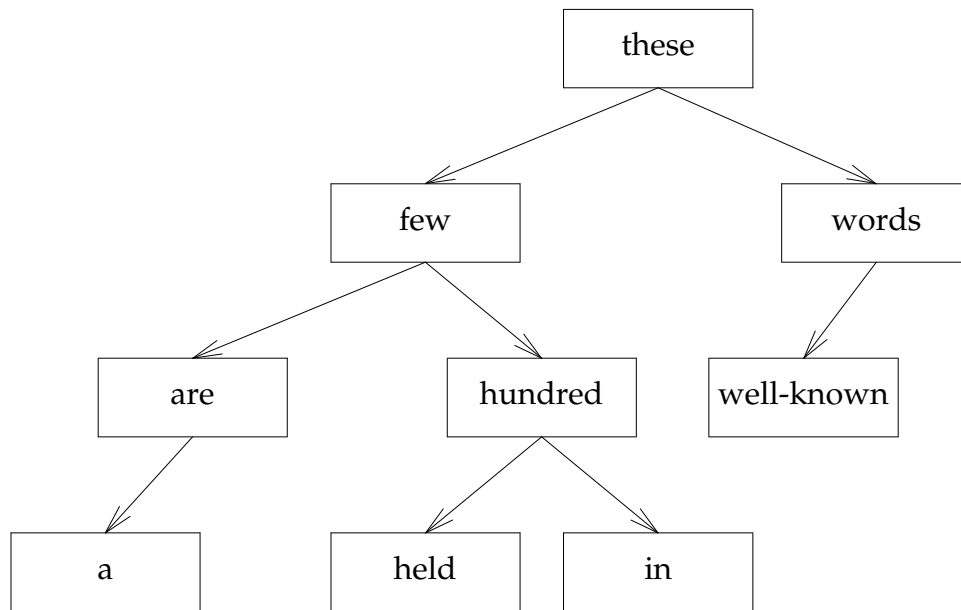 these
few
words
are
hundred
well-known
a
held
in